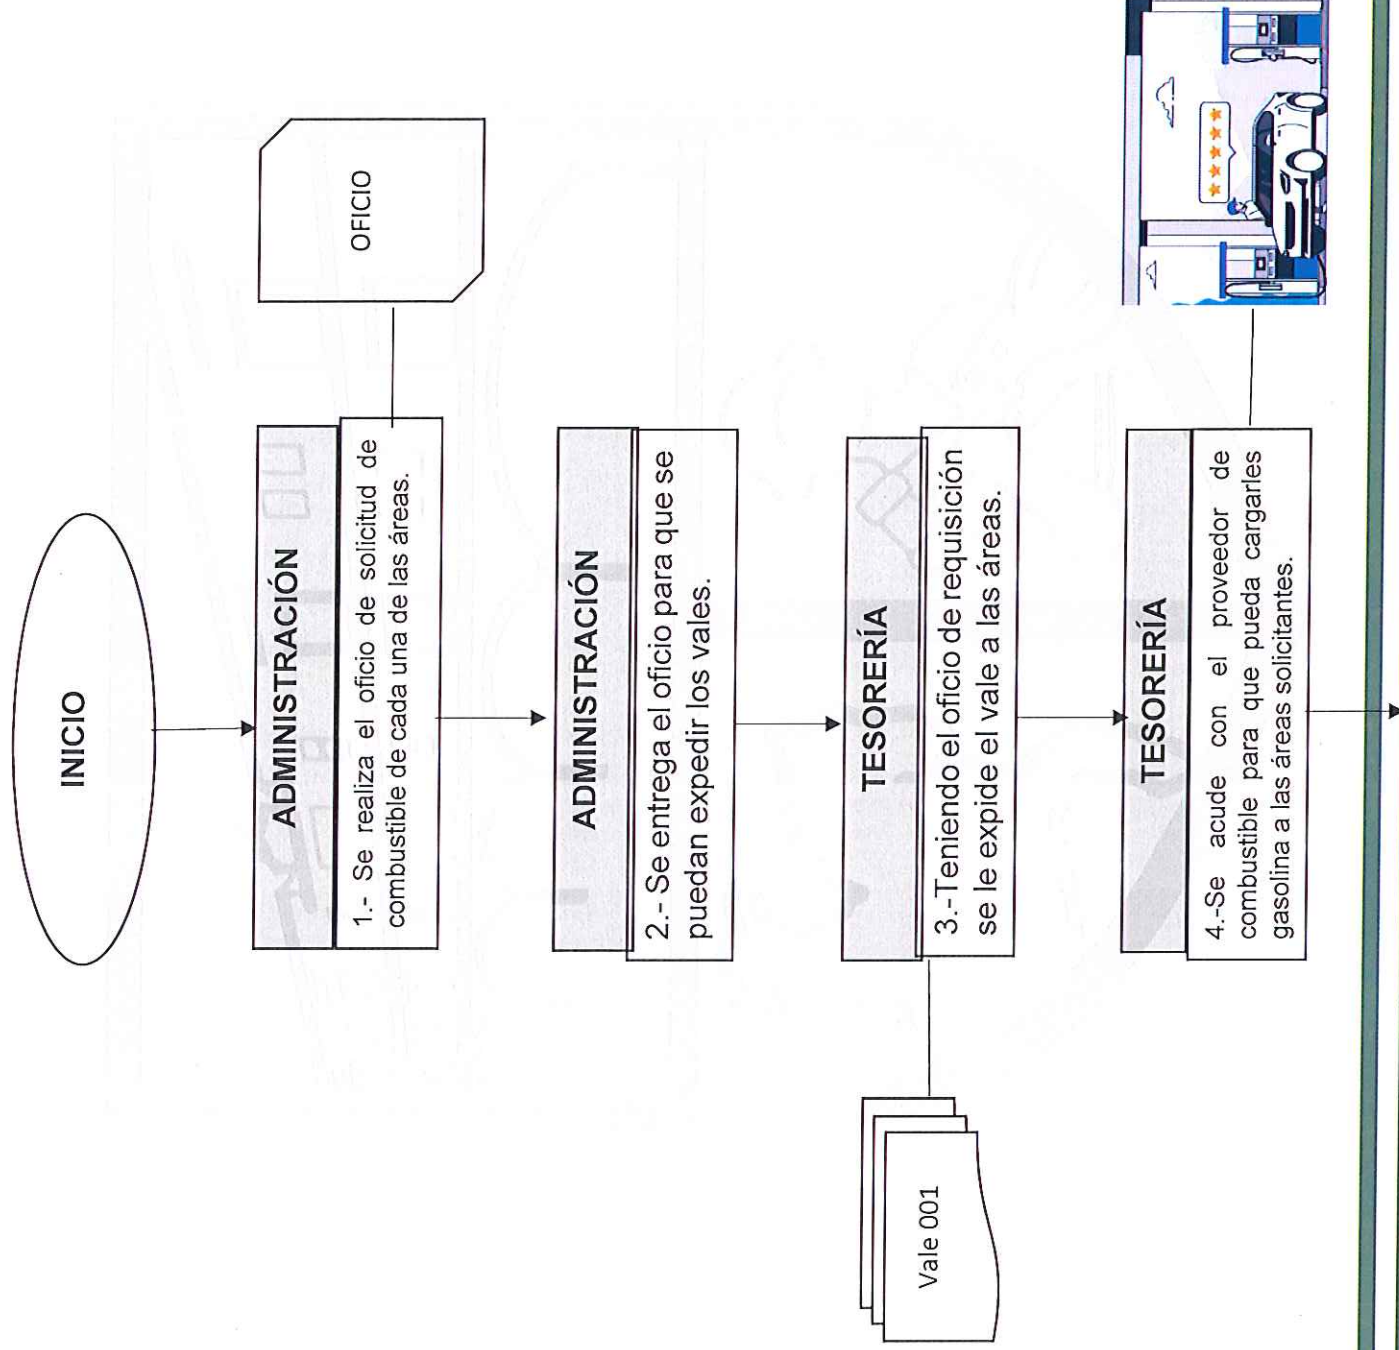 INICIO
ADMINISTRACIÓN
1.- Se realiza el oficio de solicitud de
combustible de cada una de las áreas.
OFICIO
ADMINISTRACIÓN
2.- Se entrega el oficio para que se
puedan expedir los vales.
TESORERÍA
3.-Teniendo el oficio de requisición
se le expide el vale a las áreas.
Vale 001
TESORERÍA
4.-Se acude con el proveedor de
combustible para que pueda cargarles
gasolina a las áreas solicitantes.